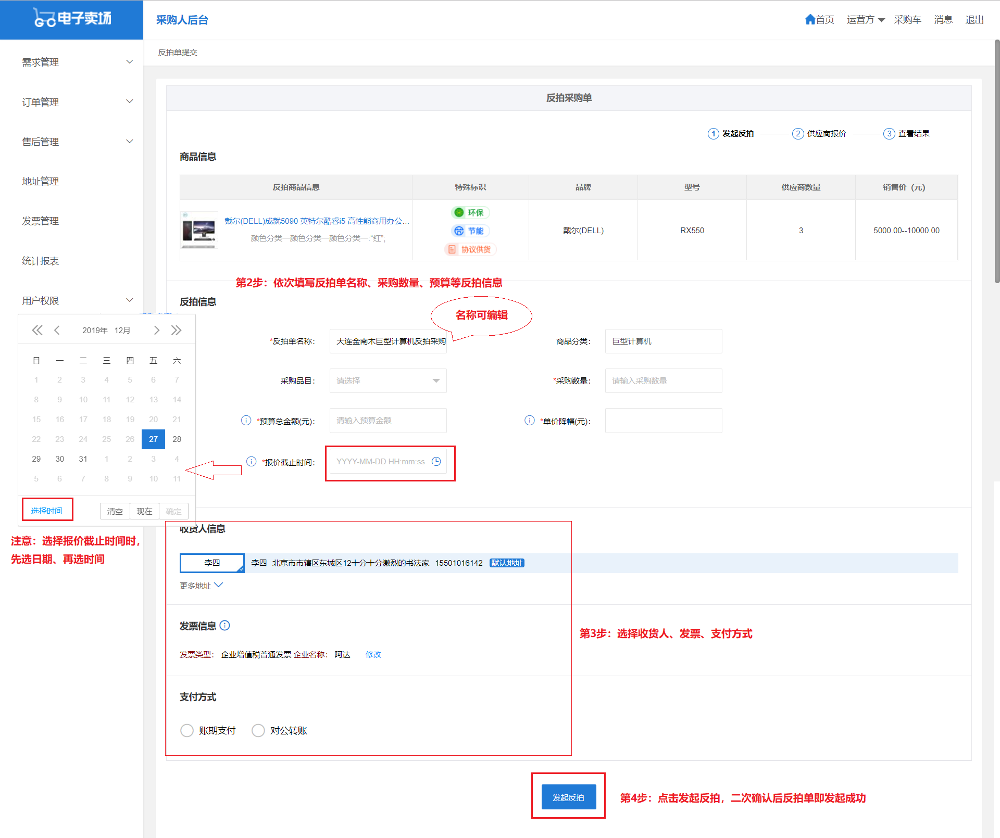 电子卖场
采购人后台
首页 运营方 采购车 消息 退出
反拍单提交
需求管理
订单管理
售后管理
地址管理
发票管理
统计报表
用户权限
反拍采购单
1 发起反拍 2 供应商报价 3 查看结果
商品信息
反拍商品信息 特殊标识 品牌 型号 供应商数量 销售价（元）
戴尔(DELL)成就5090 英特尔酷睿i5 高性能商用办公...
颜色分类—颜色分类—颜色分类—:“红”;
环保
节能
协议供货
戴尔(DELL) RX550 3 5000.00--10000.00
第2步：依次填写反拍单名称、采购数量、预算等反拍信息
反拍信息
名称可编辑
*反拍单名称： 大连金南木巨型计算机反拍采购 商品分类： 巨型计算机
采购品目： 请选择 *采购数量： 请输入采购数量
*预算总金额(元)： 请输入预算金额 *单价降幅(元)：
*报价截止时间： YYYY-MM-DD HH:mm:ss
2019年 12月
日 一 二 三 四 五 六
1 2 3 4 5 6 7
8 9 10 11 12 13 14
15 16 17 18 19 20 21
22 23 24 25 26 27 28
29 30 31 1 2 3 4
5 6 7 8 9 10 11
选择时间 清空 现在 确定
注意：选择报价截止时间时，
先选日期、再选时间
收货人信息
李四 李四 北京市市辖区东城区12十分十分激烈的书法家 15501016142 默认地址
更多地址
发票信息
发票类型： 企业增值税普通发票 企业名称： 阿达 修改
第3步：选择收货人、发票、支付方式
支付方式
账期支付 对公转账
发起反拍
第4步：点击发起反拍，二次确认后反拍单即发起成功